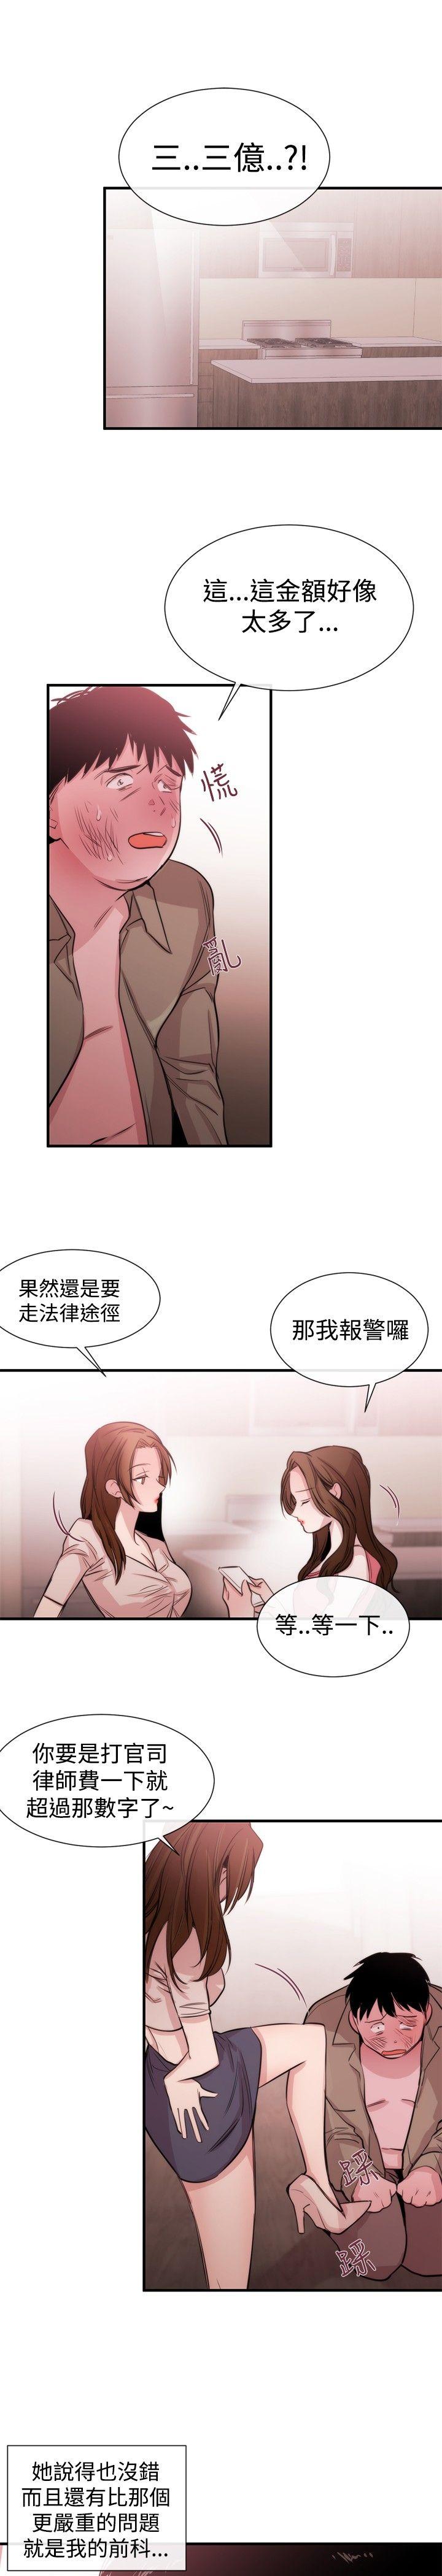 三..三億..?!
這...這金額好像
太多了...
慌
亂
果然還是要
走法律途徑
那我報警囉
等..等一下..
你要是打官司
律師費一下就
超過那數字了~
踩
踩
她說得也沒錯
而且還有比那個
更嚴重的問題
就是我的前科...